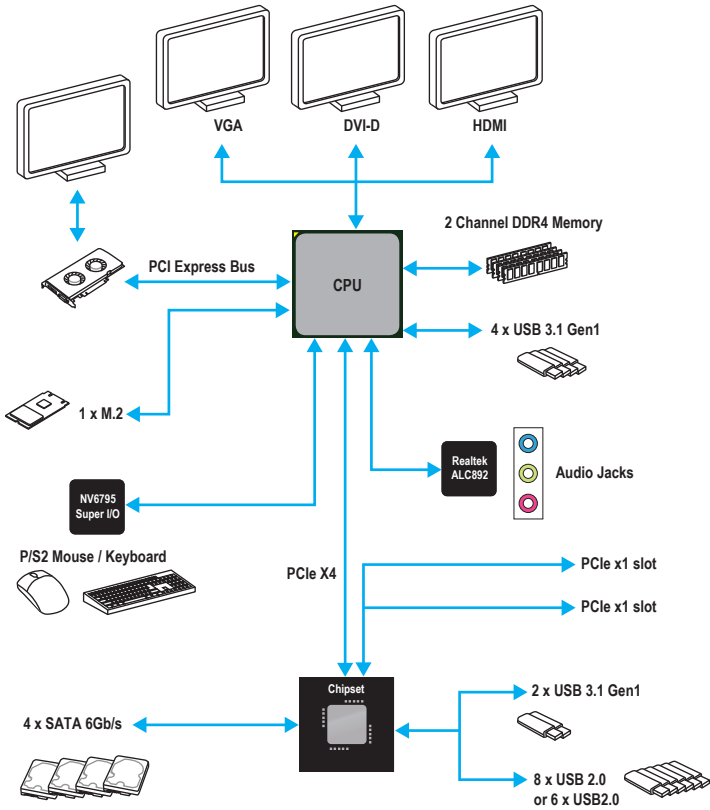 VGA
DVI-D
HDMI
2 Channel DDR4 Memory
PCI Express Bus
CPU
4 x USB 3.1 Gen1
1 x M.2
Realtek
ALC892
Audio Jacks
NV6795
Super I/O
P/S2 Mouse / Keyboard
PCIe X4
PCIe x1 slot
PCIe x1 slot
Chipset
2 x USB 3.1 Gen1
4 x SATA 6Gb/s
8 x USB 2.0
or 6 x USB2.0